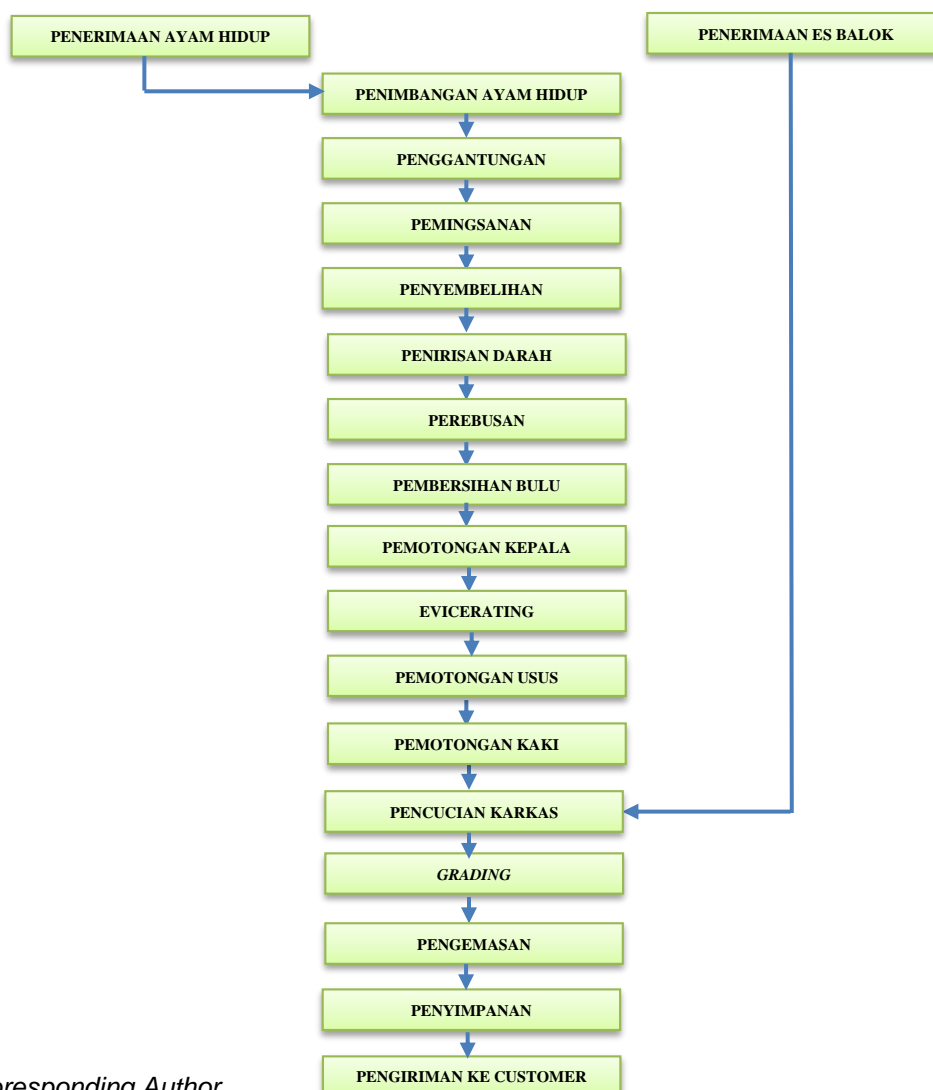 PENERIMAAN AYAM HIDUP
PENERIMAAN ES BALOK
PENIMBANGAN AYAM HIDUP
PENGGANTUNGAN
PEMINGSANAN
PENYEMBELIHAN
PENIRISAN DARAH
PEREBUSAN
PEMBERSIHAN BULU
PEMOTONGAN KEPALA
EVICERATING
PEMOTONGAN USUS
PEMOTONGAN KAKI
PENCUCIAN KARKAS
GRADING
PENGEMASAN
PENYIMPANAN
PENGIRIMAN KE CUSTOMER
Author